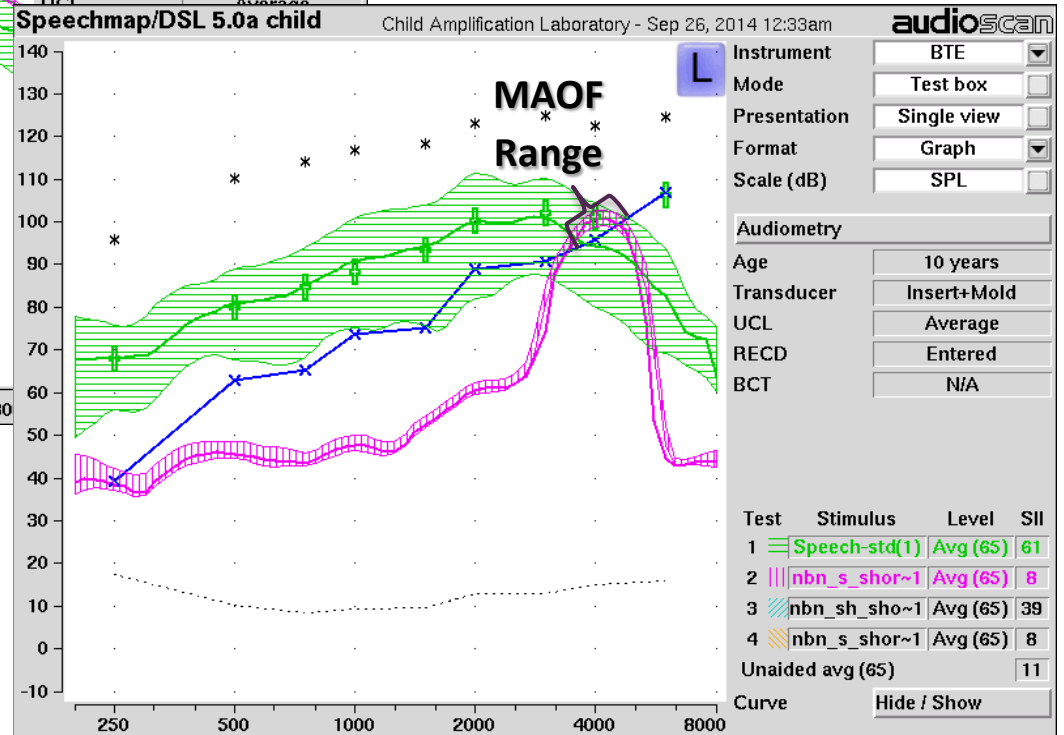 Average
Speechmap/DSL 5.0a child
Child Amplification Laboratory - Sep 26, 2014 12:33am
audioscan
140
130
120
110
100
90
80
70
60
50
40
30
20
10
0
-10
250
500
1000
2000
4000
8000
MAOF
Range
L
Instrument BTE
Mode Test box
Presentation Single view
Format Graph
Scale (dB) SPL
Audiometry
Age 10 years
Transducer Insert+Mold
UCL Average
RECD Entered
BCT N/A
Test Stimulus Level SII
1 Speech-std(1) Avg (65) 61
2 nbn_s_shor~1 Avg (65) 8
3 nbn_sh_sho~1 Avg (65) 39
4 nbn_s_shor~1 Avg (65) 8
Unaided avg (65) 11
Curve Hide / Show